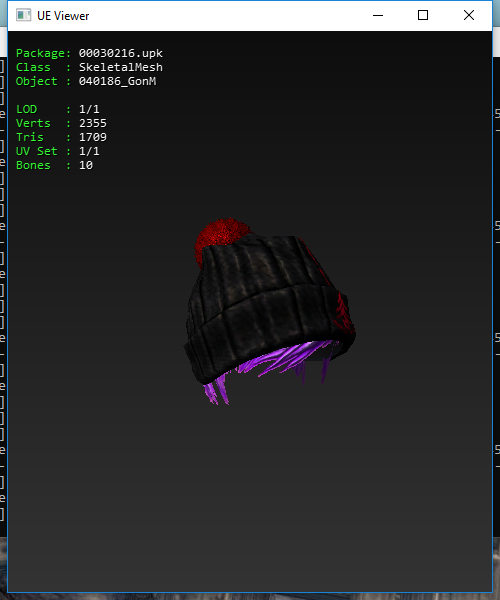 UE Viewer
Package: 00030216.upk
Class : SkeletalMesh
Object : 040186_GonM
LOD : 1/1
Verts : 2355
Tris : 1709
UV Set : 1/1
Bones : 10